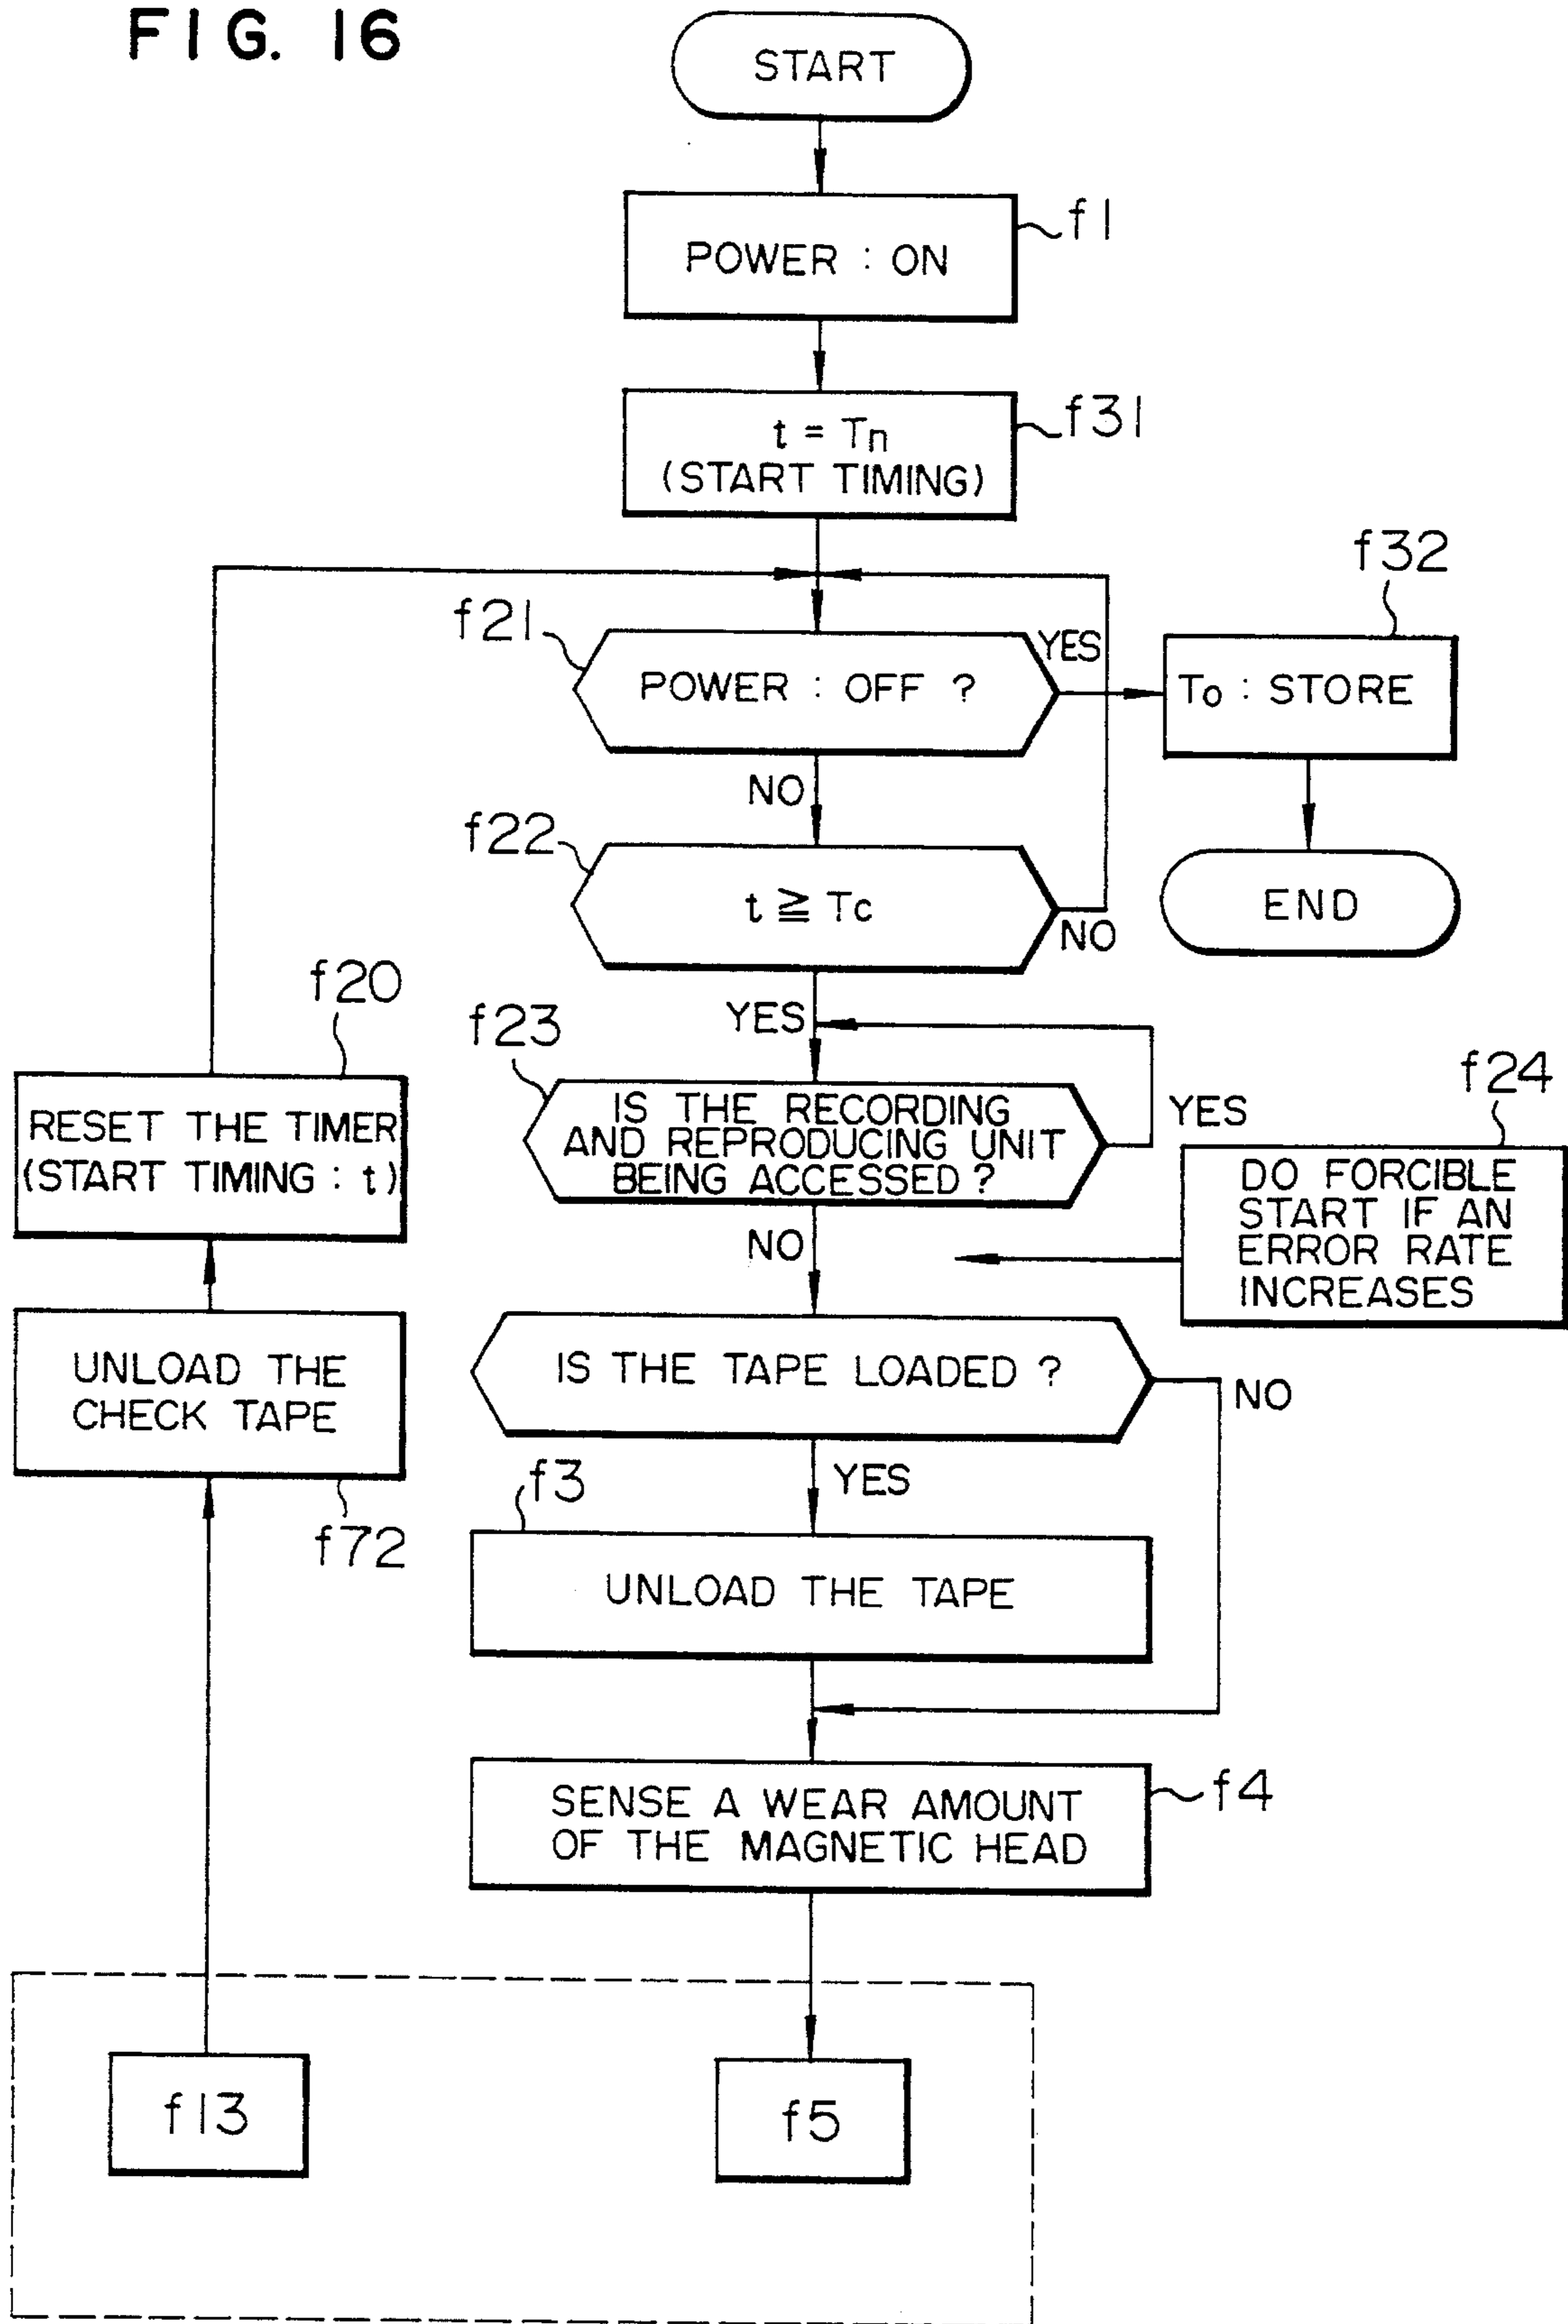 FIG. 16
START
f1
POWER : ON
f31
t = Tn
(START TIMING)
f32
f21
YES
POWER : OFF ?
To : STORE
NO
f22
t ≧ Tc
NO
END
f20
YES
f23
f24
RESET THE TIMER
(START TIMING : t)
IS THE RECORDING
AND REPRODUCING UNIT
BEING ACCESSED ?
YES
DO FORCIBLE
START IF AN
ERROR RATE
INCREASES
NO
UNLOAD THE
CHECK TAPE
IS THE TAPE LOADED ?
NO
f72
f3
YES
UNLOAD THE TAPE
f4
SENSE A WEAR AMOUNT
OF THE MAGNETIC HEAD
f13
f5